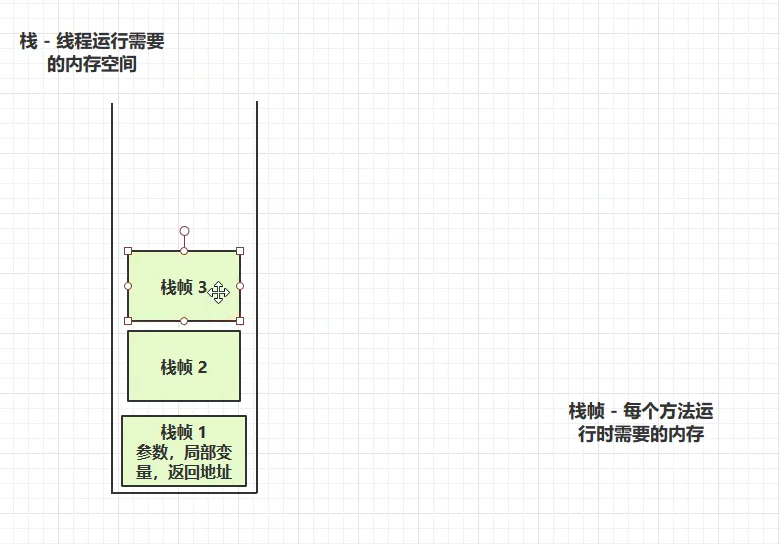 栈 - 线程运行需要
的内存空间
栈帧 3
栈帧 2
栈帧 1
参数，局部变
量，返回地址
栈帧 - 每个方法运
行时需要的内存